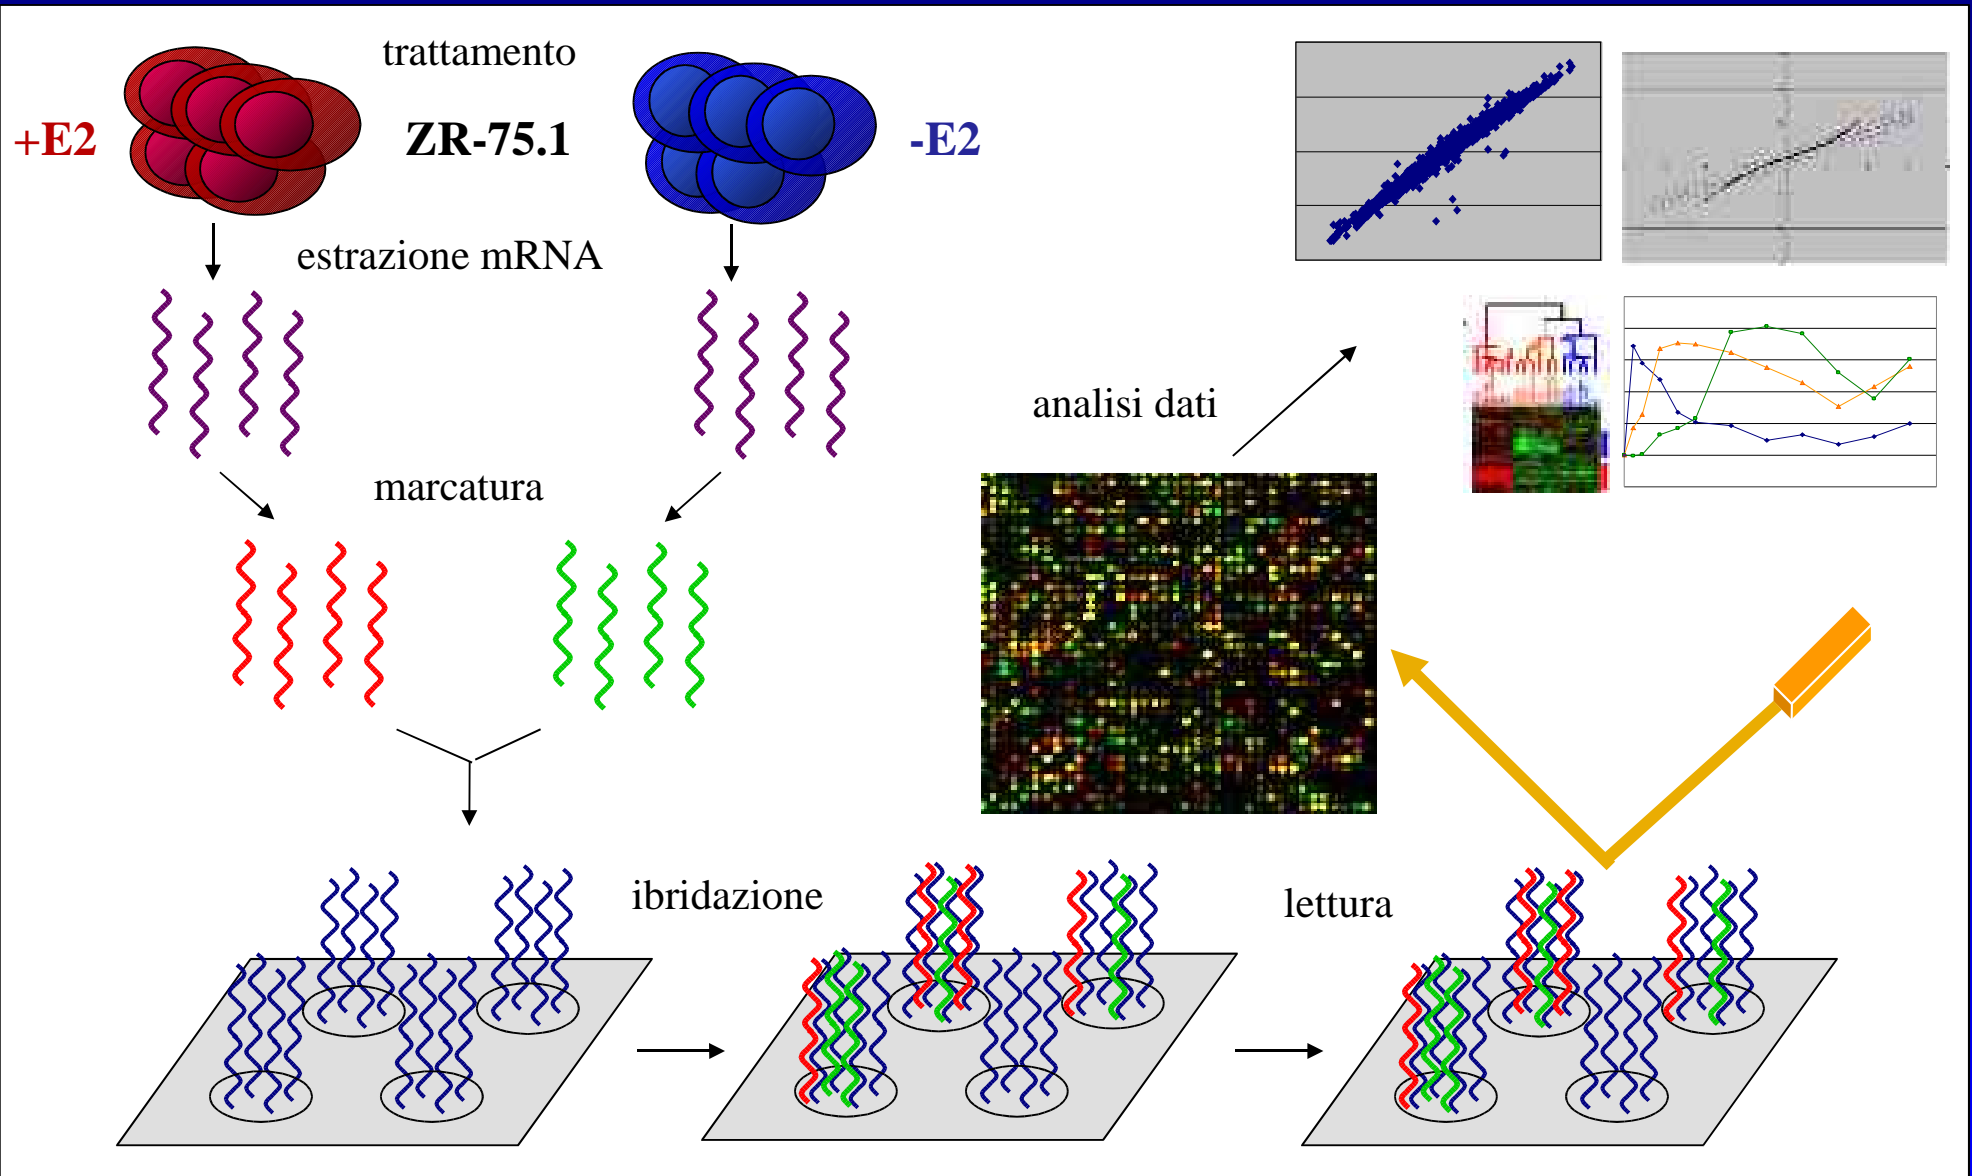 trattamento
+E2
ZR-75.1
-E2
estrazione mRNA
marcatura
analisi dati
ibridazione
lettura